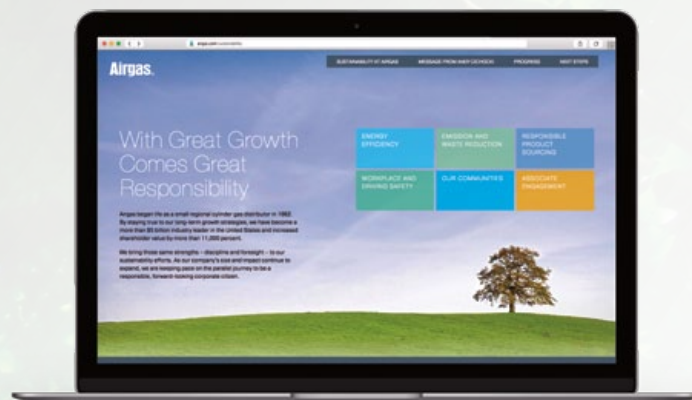 airgas.com/sustainability
Airgas.
SUSTAINABILITY AT AIRGAS
MESSAGE FROM ANDY CICHOCKI
PROGRESS
NEXT STEPS
With Great Growth
Comes Great
Responsibility
Airgas began life as a small regional cylinder gas distributor in 1982.
By staying true to our long-term growth strategies, we have become a
more than $5 billion industry leader in the United States and increased
shareholder value by more than 11,000 percent.
We bring those same strengths – discipline and foresight – to our
sustainability efforts. As our company's size and impact continue to
expand, we are keeping pace on the parallel journey to be a
responsible, forward-looking corporate citizen.
ENERGY
EFFICIENCY
EMISSION AND
WASTE REDUCTION
RESPONSIBLE
PRODUCT
SOURCING
WORKPLACE AND
DRIVING SAFETY
OUR COMMUNITIES
ASSOCIATE
ENGAGEMENT